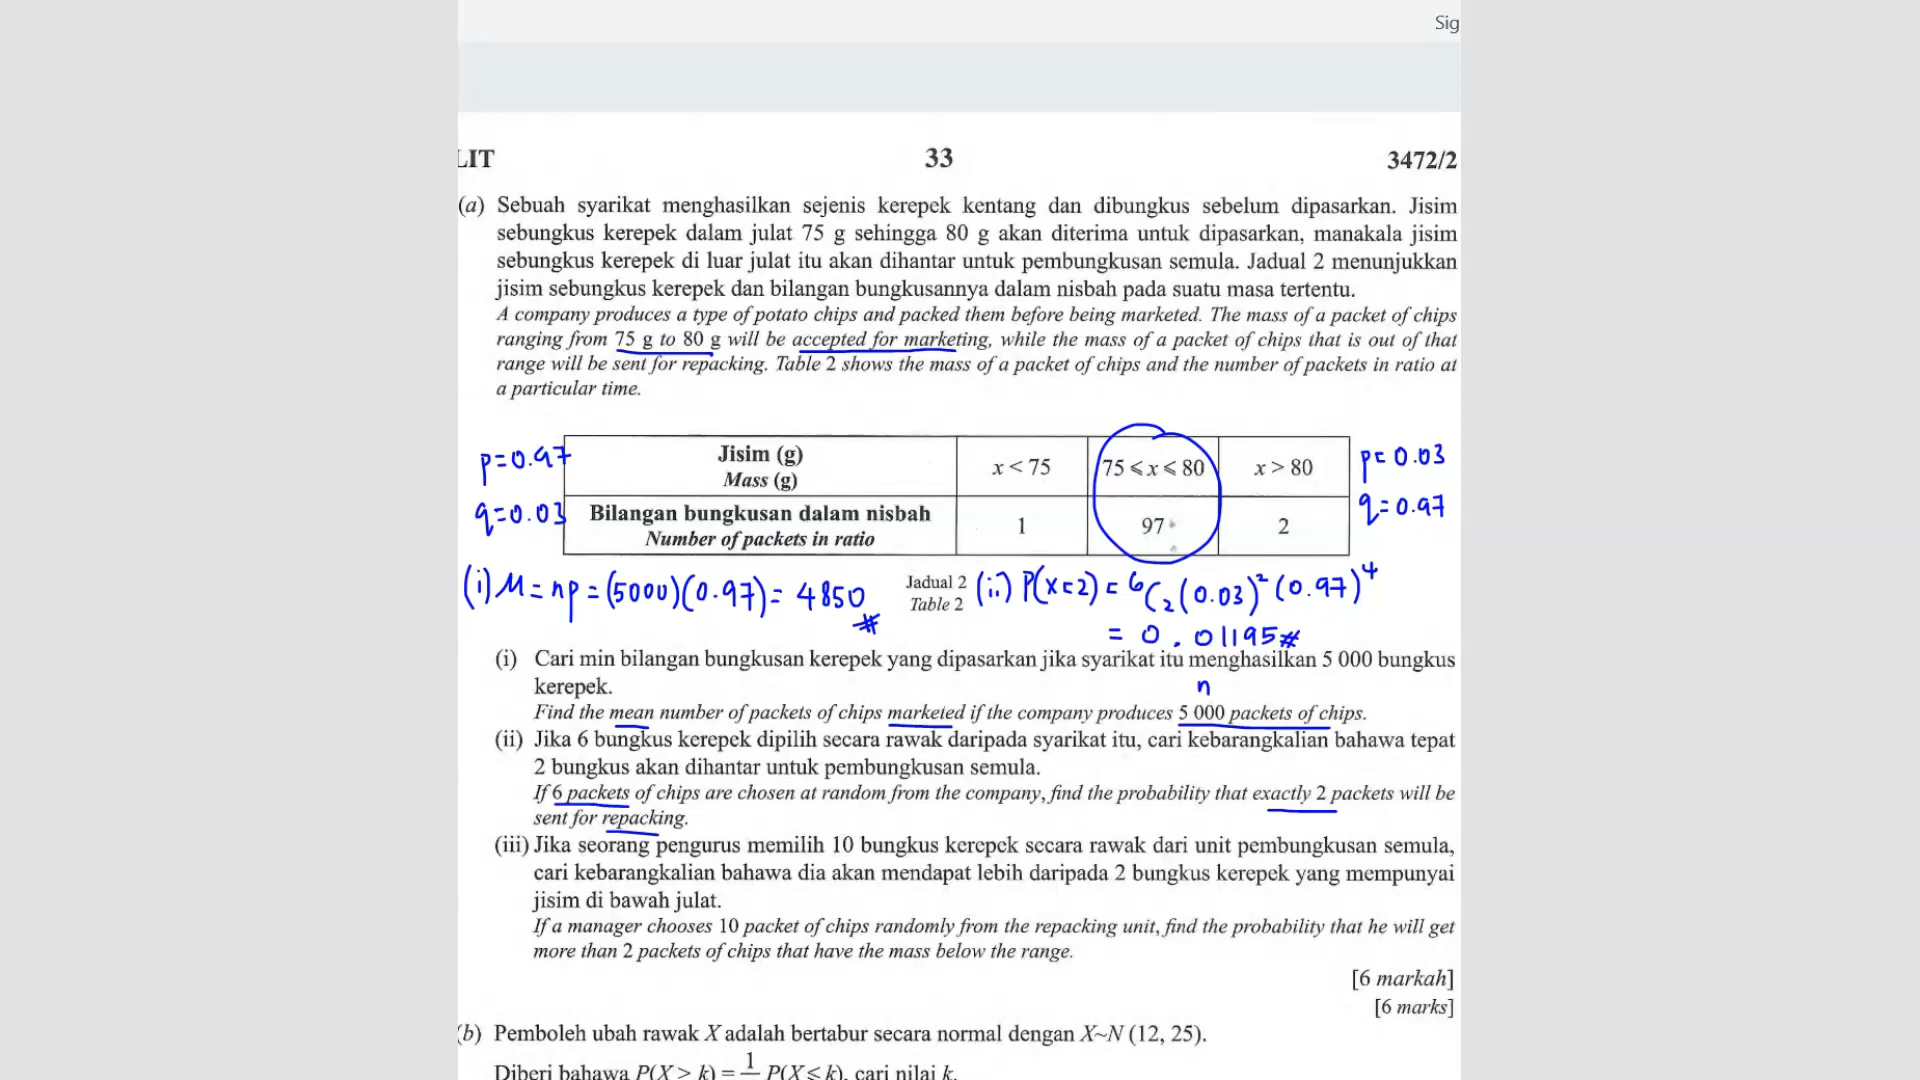 Sig
LIT 33 3472/2
(a) Sebuah syarikat menghasilkan sejenis kerepek kentang dan dibungkus sebelum dipasarkan. Jisim
sebungkus kerepek dalam julat 75 g sehingga 80 g akan diterima untuk dipasarkan, manakala jisim
sebungkus kerepek di luar julat itu akan dihantar untuk pembungkusan semula. Jadual 2 menunjukkan
jisim sebungkus kerepek dan bilangan bungkusannya dalam nisbah pada suatu masa tertentu.
A company produces a type of potato chips and packed them before being marketed. The mass of a packet of chips
ranging from 75 g to 80 g will be accepted for marketing, while the mass of a packet of chips that is out of that
range will be sent for repacking. Table 2 shows the mass of a packet of chips and the number of packets in ratio at
a particular time.
p=0.97 Jisim (g) x < 75 75 ⩽ x ⩽ 80 x > 80 p= 0.03
Mass (g)
q=0.03 Bilangan bungkusan dalam nisbah 1 97 2 q=0.97
Number of packets in ratio
(i) μ = np = (5000)(0.97) = 4850 #
Jadual 2
Table 2
(ii) P(X=2) = ⁶C₂(0.03)²(0.97)⁴
= 0.01195#
(i) Cari min bilangan bungkusan kerepek yang dipasarkan jika syarikat itu menghasilkan 5 000 bungkus
kerepek.
n
Find the mean number of packets of chips marketed if the company produces 5 000 packets of chips.
(ii) Jika 6 bungkus kerepek dipilih secara rawak daripada syarikat itu, cari kebarangkalian bahawa tepat
2 bungkus akan dihantar untuk pembungkusan semula.
If 6 packets of chips are chosen at random from the company, find the probability that exactly 2 packets will be
sent for repacking.
(iii) Jika seorang pengurus memilih 10 bungkus kerepek secara rawak dari unit pembungkusan semula,
cari kebarangkalian bahawa dia akan mendapat lebih daripada 2 bungkus kerepek yang mempunyai
jisim di bawah julat.
If a manager chooses 10 packet of chips randomly from the repacking unit, find the probability that he will get
more than 2 packets of chips that have the mass below the range.
[6 markah]
[6 marks]
(b) Pemboleh ubah rawak X adalah bertabur secara normal dengan X~N (12, 25).
Diberi bahawa P(X > k) = 1 P(X ⩽ k), cari nilai k.